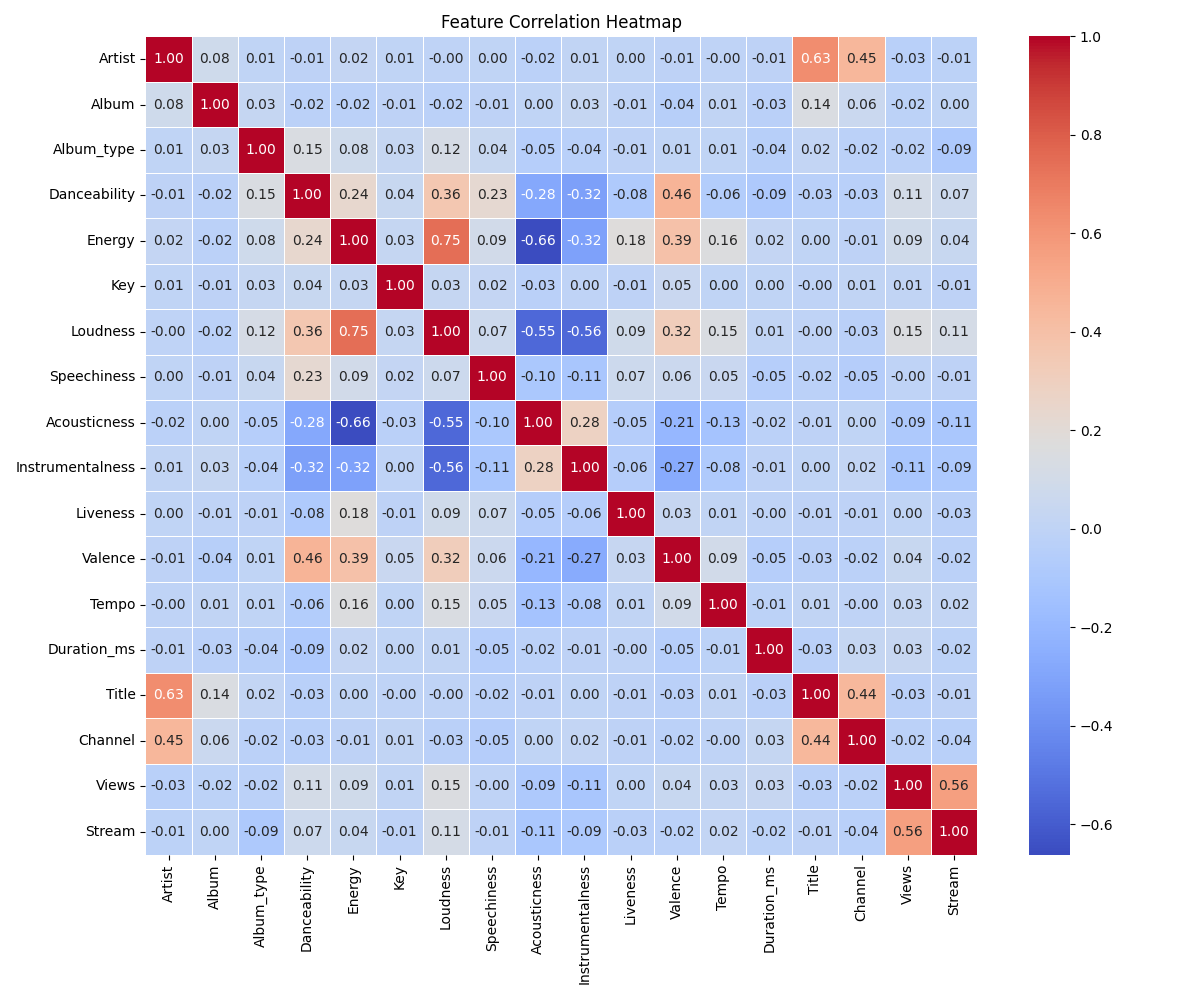 Feature Correlation Heatmap
Artist 1.00 0.08 0.01 -0.01 0.02 0.01 -0.00 0.00 -0.02 0.01 0.00 -0.01 -0.00 -0.01 0.63 0.45 -0.03 -0.01
Album 0.08 1.00 0.03 -0.02 -0.02 -0.01 -0.02 -0.01 0.00 0.03 -0.01 -0.04 0.01 -0.03 0.14 0.06 -0.02 0.00
Album_type 0.01 0.03 1.00 0.15 0.08 0.03 0.12 0.04 -0.05 -0.04 -0.01 0.01 0.01 -0.04 0.02 -0.02 -0.02 -0.09
Danceability -0.01 -0.02 0.15 1.00 0.24 0.04 0.36 0.23 -0.28 -0.32 -0.08 0.46 -0.06 -0.09 -0.03 -0.03 0.11 0.07
Energy 0.02 -0.02 0.08 0.24 1.00 0.03 0.75 0.09 -0.66 -0.32 0.18 0.39 0.16 0.02 0.00 -0.01 0.09 0.04
Key 0.01 -0.01 0.03 0.04 0.03 1.00 0.03 0.02 -0.03 0.00 -0.01 0.05 0.00 0.00 -0.00 0.01 0.01 -0.01
Loudness -0.00 -0.02 0.12 0.36 0.75 0.03 1.00 0.07 -0.55 -0.56 0.09 0.32 0.15 0.01 -0.00 -0.03 0.15 0.11
Speechiness 0.00 -0.01 0.04 0.23 0.09 0.02 0.07 1.00 -0.10 -0.11 0.07 0.06 0.05 -0.05 -0.02 -0.05 -0.00 -0.01
Acousticness -0.02 0.00 -0.05 -0.28 -0.66 -0.03 -0.55 -0.10 1.00 0.28 -0.05 -0.21 -0.13 -0.02 -0.01 0.00 -0.09 -0.11
Instrumentalness 0.01 0.03 -0.04 -0.32 -0.32 0.00 -0.56 -0.11 0.28 1.00 -0.06 -0.27 -0.08 -0.01 0.00 0.02 -0.11 -0.09
Liveness 0.00 -0.01 -0.01 -0.08 0.18 -0.01 0.09 0.07 -0.05 -0.06 1.00 0.03 0.01 -0.00 -0.01 -0.01 0.00 -0.03
Valence -0.01 -0.04 0.01 0.46 0.39 0.05 0.32 0.06 -0.21 -0.27 0.03 1.00 0.09 -0.05 -0.03 -0.02 0.04 -0.02
Tempo -0.00 0.01 0.01 -0.06 0.16 0.00 0.15 0.05 -0.13 -0.08 0.01 0.09 1.00 -0.01 0.01 -0.00 0.03 0.02
Duration_ms -0.01 -0.03 -0.04 -0.09 0.02 0.00 0.01 -0.05 -0.02 -0.01 -0.00 -0.05 -0.01 1.00 -0.03 0.03 0.03 -0.02
Title 0.63 0.14 0.02 -0.03 0.00 -0.00 -0.00 -0.02 -0.01 0.00 -0.01 -0.03 0.01 -0.03 1.00 0.44 -0.03 -0.01
Channel 0.45 0.06 -0.02 -0.03 -0.01 0.01 -0.03 -0.05 0.00 0.02 -0.01 -0.02 -0.00 0.03 0.44 1.00 -0.02 -0.04
Views -0.03 -0.02 -0.02 0.11 0.09 0.01 0.15 -0.00 -0.09 -0.11 0.00 0.04 0.03 0.03 -0.03 -0.02 1.00 0.56
Stream -0.01 0.00 -0.09 0.07 0.04 -0.01 0.11 -0.01 -0.11 -0.09 -0.03 -0.02 0.02 -0.02 -0.01 -0.04 0.56 1.00
Artist Album Album_type Danceability Energy Key Loudness Speechiness Acousticness Instrumentalness Liveness Valence Tempo Duration_ms Title Channel Views Stream
1.0
0.8
0.6
0.4
0.2
0.0
−0.2
−0.4
−0.6